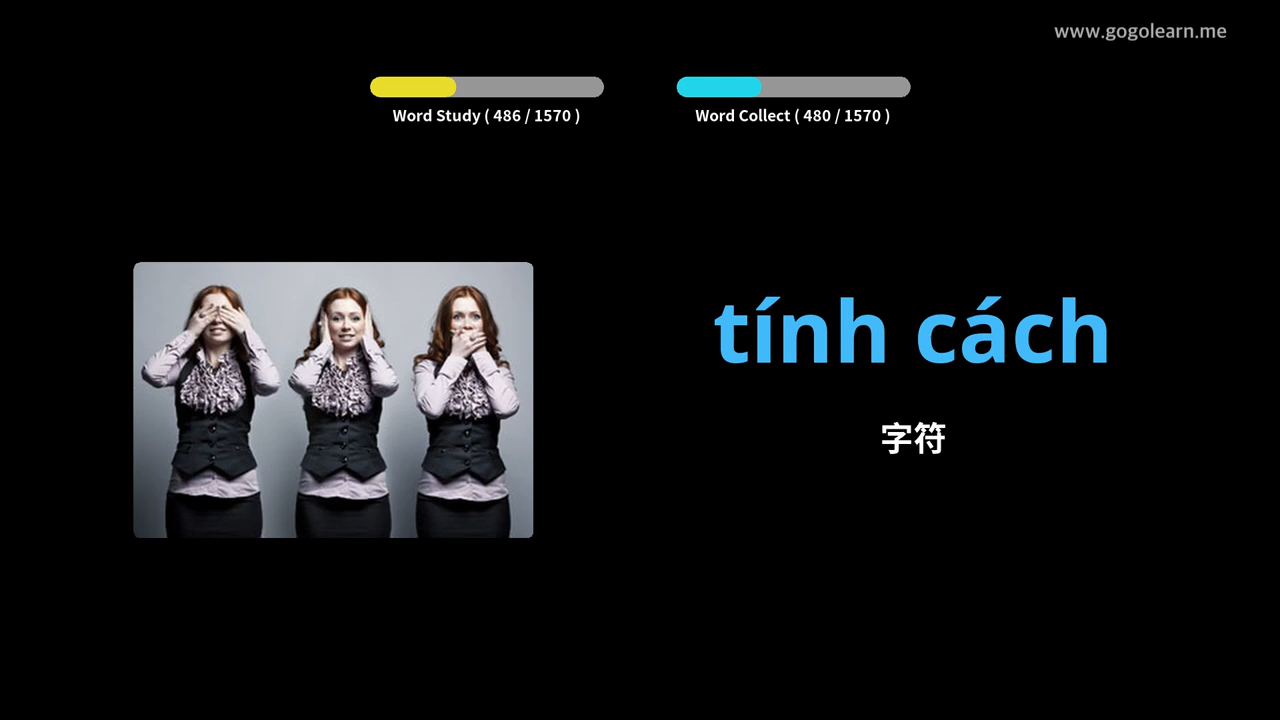 www.gogolearn.me
Word Study ( 486 / 1570 )
Word Collect ( 480 / 1570 )
tính cách
字符